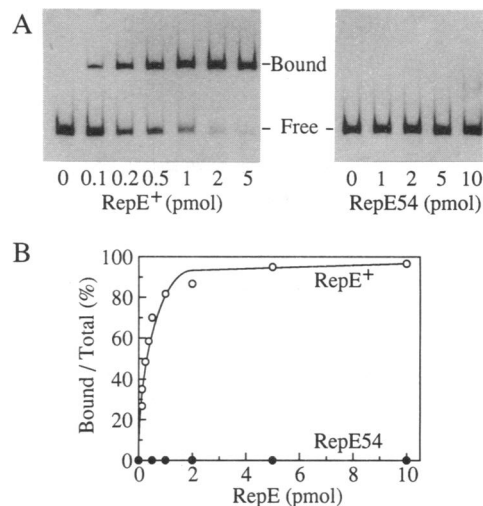 A
Bound
Free
0 0.1 0.2 0.5 1 2 5
RepE+ (pmol)
0 1 2 5 10
RepE54 (pmol)
B
100
80
60
40
20
0
Bound / Total (%)
RepE+
RepE54
0 2 4 6 8 10
RepE (pmol)